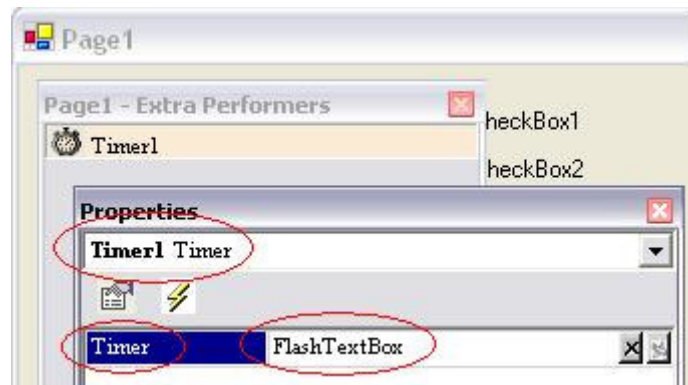 Page1
Page1 - Extra Performers
Timer1
heckBox1
heckBox2
Properties
Timer1 Timer
Timer FlashTextBox